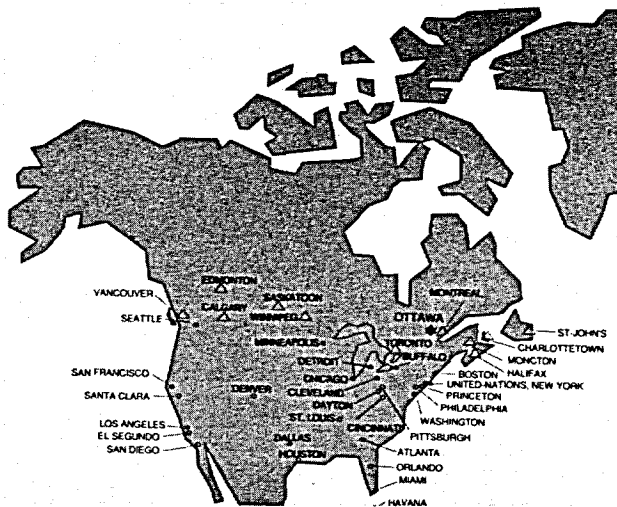 EDMONTON
SASKATOON
MONTREAL
VANCOUVER
CALGARY
WINNIPEG
OTTAWA
SEATTLE
ST-JOHN'S
MINNEAPOLIS
TORONTO
CHARLOTTETOWN
BUFFALO
MONCTON
DETROIT
HALIFAX
BOSTON
CHICAGO
SAN FRANCISCO
DENVER
UNITED-NATIONS, NEW YORK
CLEVELAND
PRINCETON
SANTA CLARA
DAYTON
PHILADELPHIA
ST. LOUIS
WASHINGTON
LOS ANGELES
CINCINNATI
EL SEGUNDO
PITTSBURGH
SAN DIEGO
DALLAS
ATLANTA
HOUSTON
ORLANDO
MIAMI
HAVANA